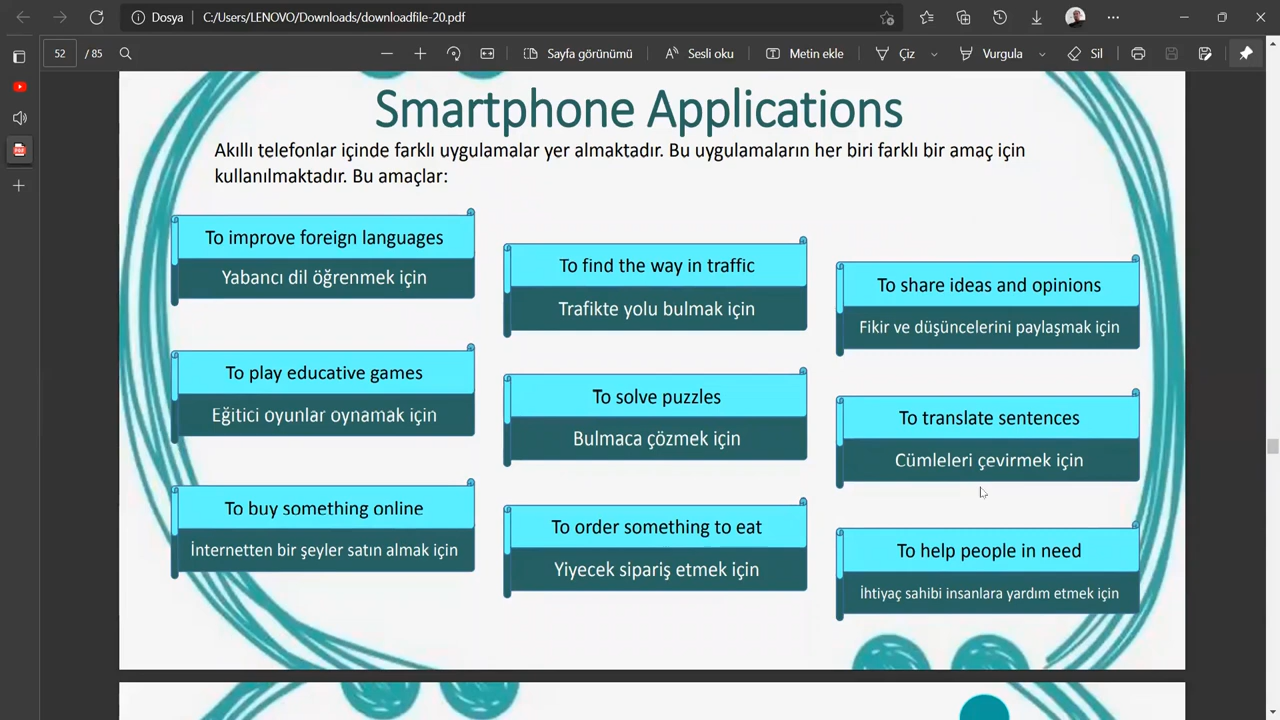 Dosya
C:/Users/LENOVO/Downloads/downloadfile-20.pdf
52 / 85
Sayfa görünümü
Sesli oku
Metin ekle
Çiz
Vurgula
Sil
Smartphone Applications
Akıllı telefonlar içinde farklı uygulamalar yer almaktadır. Bu uygulamaların her biri farklı bir amaç için
kullanılmaktadır. Bu amaçlar:
To improve foreign languages
Yabancı dil öğrenmek için
To play educative games
Eğitici oyunlar oynamak için
To buy something online
İnternetten bir şeyler satın almak için
To find the way in traffic
Trafikte yolu bulmak için
To solve puzzles
Bulmaca çözmek için
To order something to eat
Yiyecek sipariş etmek için
To share ideas and opinions
Fikir ve düşüncelerini paylaşmak için
To translate sentences
Cümleleri çevirmek için
To help people in need
İhtiyaç sahibi insanlara yardım etmek için